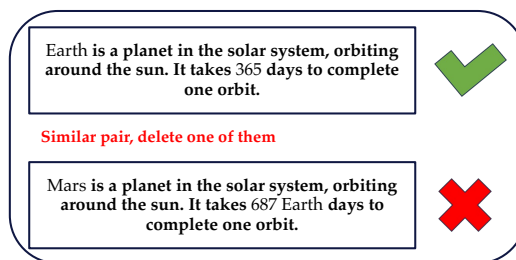 Earth is a planet in the solar system, orbiting
around the sun. It takes 365 days to complete
one orbit.
Similar pair, delete one of them
Mars is a planet in the solar system, orbiting
around the sun. It takes 687 Earth days to
complete one orbit.